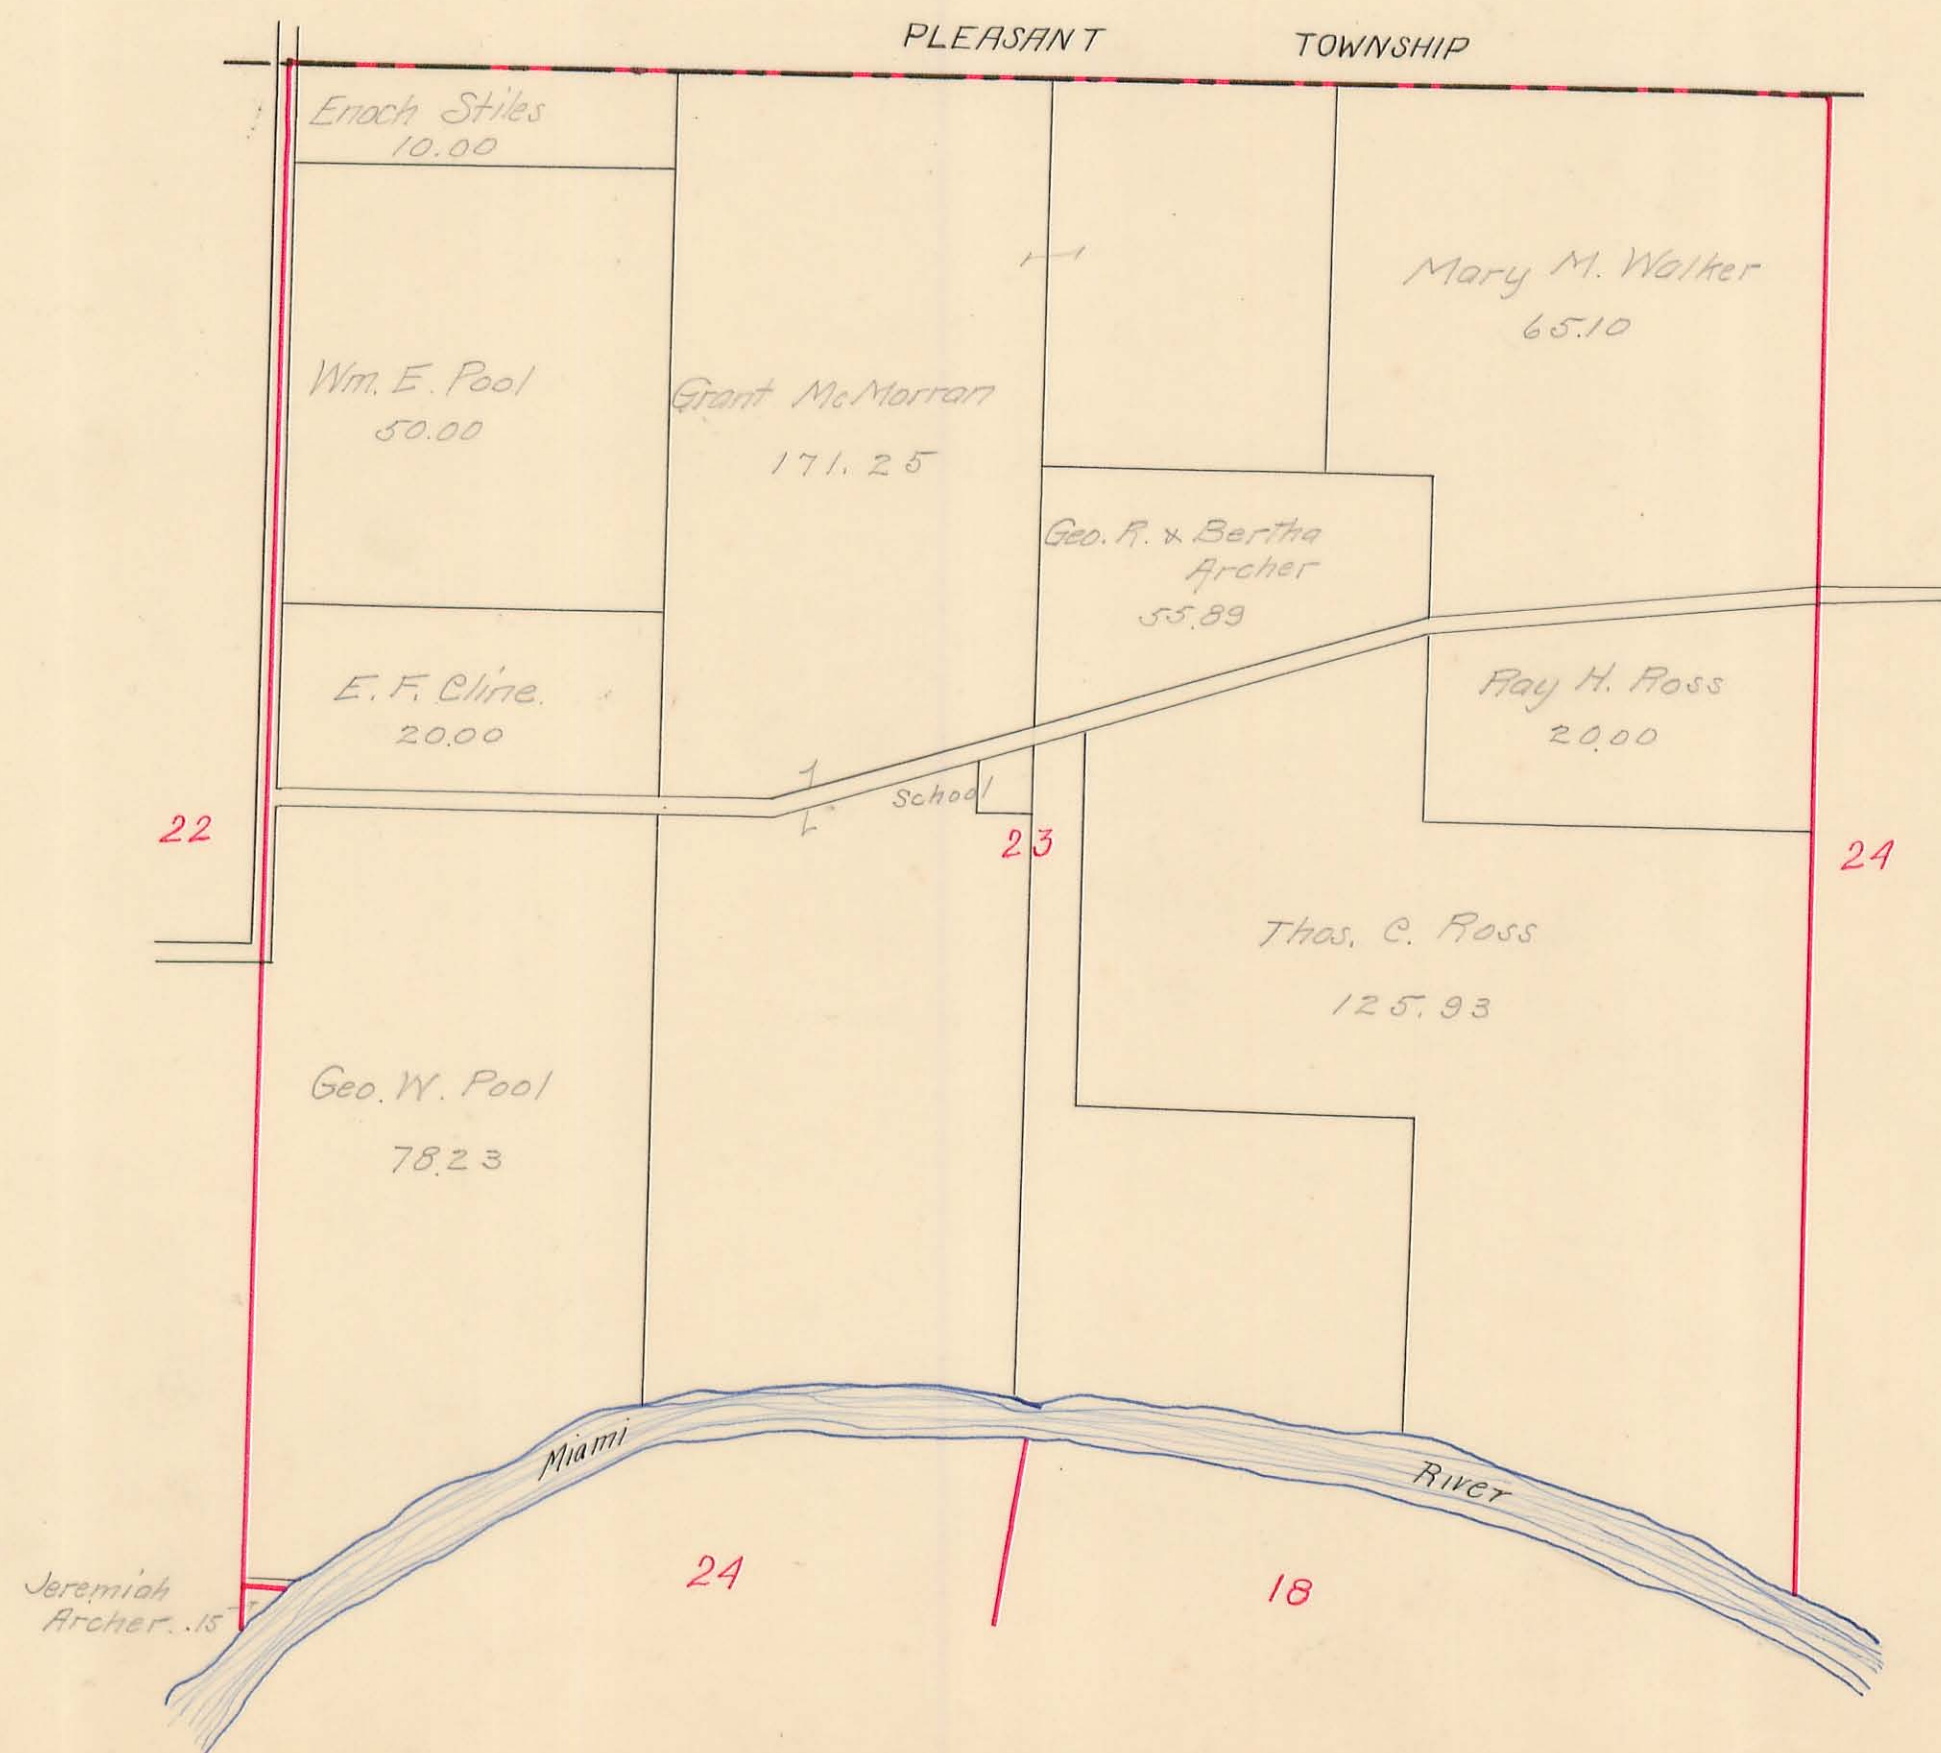 PLEASANT TOWNSHIP
Enoch Stiles
10.00
Mary M. Walker
65.10
Wm. E. Pool
50.00
Grant McMorran
171.25
Geo. R. & Bertha
Archer
55.89
E. F. Cline.
20.00
Ray H. Ross
20.00
School
22
23
24
Thos. C. Ross
125.93
Geo. W. Pool
78.23
Miami River
24
18
Jeremiah
Archer. .15